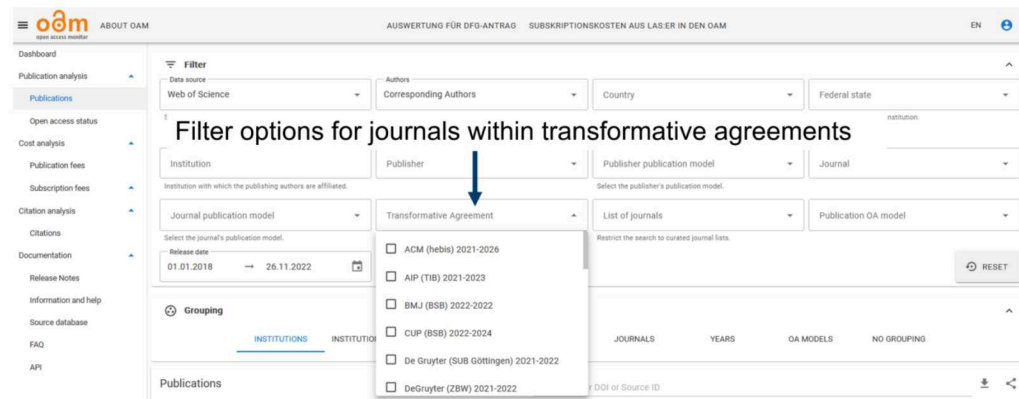 oam
open access monitor
ABOUT OAM
AUSWERTUNG FÜR DFG-ANTRAG SUBSKRIPTIONSKOSTEN AUS LAS:ER IN DEN OAM
EN
Dashboard
Publication analysis
Publications
Open access status
Cost analysis
Publication fees
Subscription fees
Citation analysis
Citations
Documentation
Release Notes
Information and help
Source database
FAQ
API
Filter
Data source
Web of Science
Authors
Corresponding Authors
Country
Federal state
institution.
Filter options for journals within transformative agreements
Institution
Institution with which the publishing authors are affiliated.
Publisher
Publisher publication model
Select the publisher's publication model.
Journal
Journal publication model
Select the journal's publication model.
Transformative Agreement
List of journals
Restrict the search to curated journal lists.
Publication OA model
Release date
01.01.2018 → 26.11.2022
RESET
ACM (hebis) 2021-2026
AIP (TIB) 2021-2023
BMJ (BSB) 2022-2022
CUP (BSB) 2022-2024
De Gruyter (SUB Göttingen) 2021-2022
DeGruyter (ZBW) 2021-2022
Grouping
INSTITUTIONS INSTITUTIO JOURNALS YEARS OA MODELS NO GROUPING
Publications
r DOI or Source ID